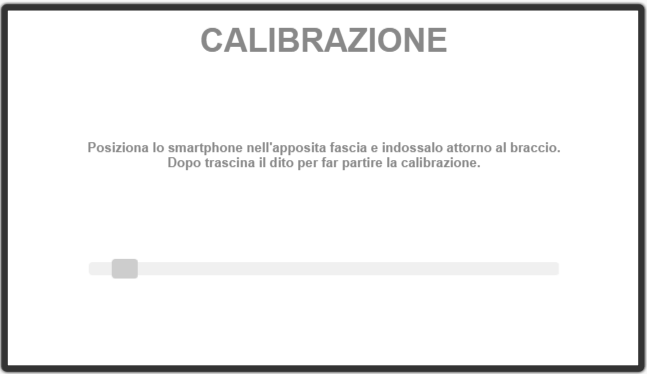 CALIBRAZIONE
Posiziona lo smartphone nell'apposita fascia e indossalo attorno al braccio.
Dopo trascina il dito per far partire la calibrazione.